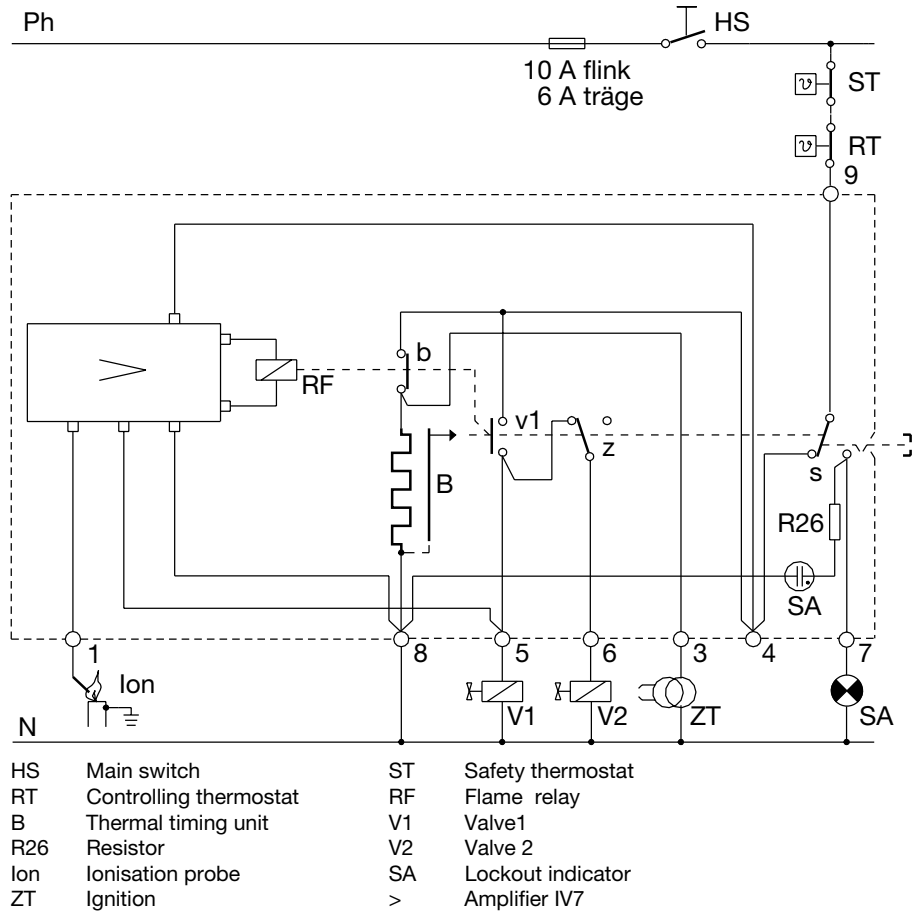 Ph
HS
10 A flink
6 A träge
ϑ ST
ϑ RT
9
b
RF
v1
z
B
s
R26
SA
1 8 5 6 3 4 7
Ion
V1 V2 ZT SA
N
HS Main switch ST Safety thermostat
RT Controlling thermostat RF Flame relay
B Thermal timing unit V1 Valve1
R26 Resistor V2 Valve 2
Ion Ionisation probe SA Lockout indicator
ZT Ignition > Amplifier IV7